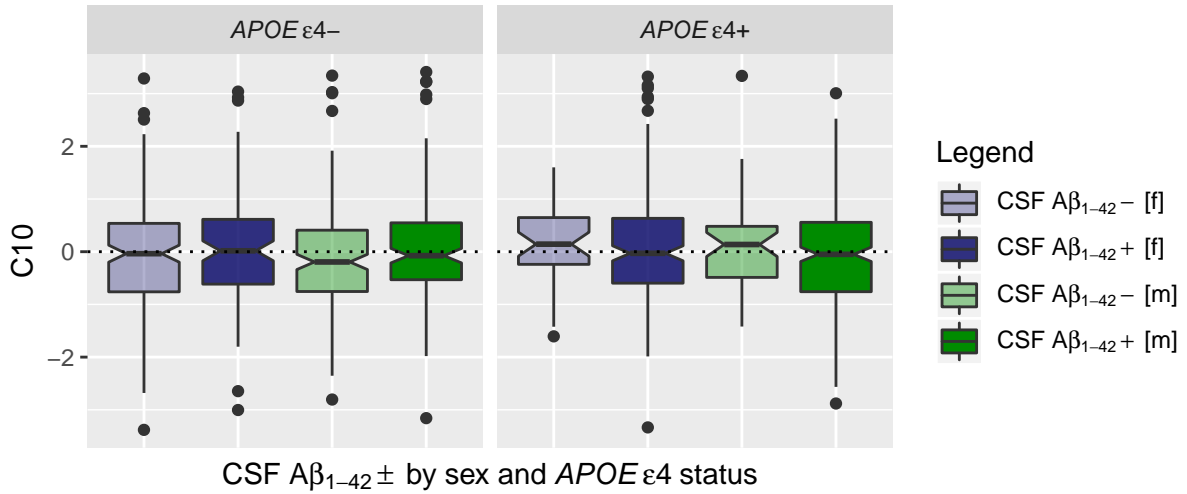 APOE ε4− APOE ε4+
C10
2
0
−2
CSF Aβ1−42 ± by sex and APOE ε4 status
Legend
CSF Aβ1−42 − [f]
CSF Aβ1−42 + [f]
CSF Aβ1−42 − [m]
CSF Aβ1−42 + [m]